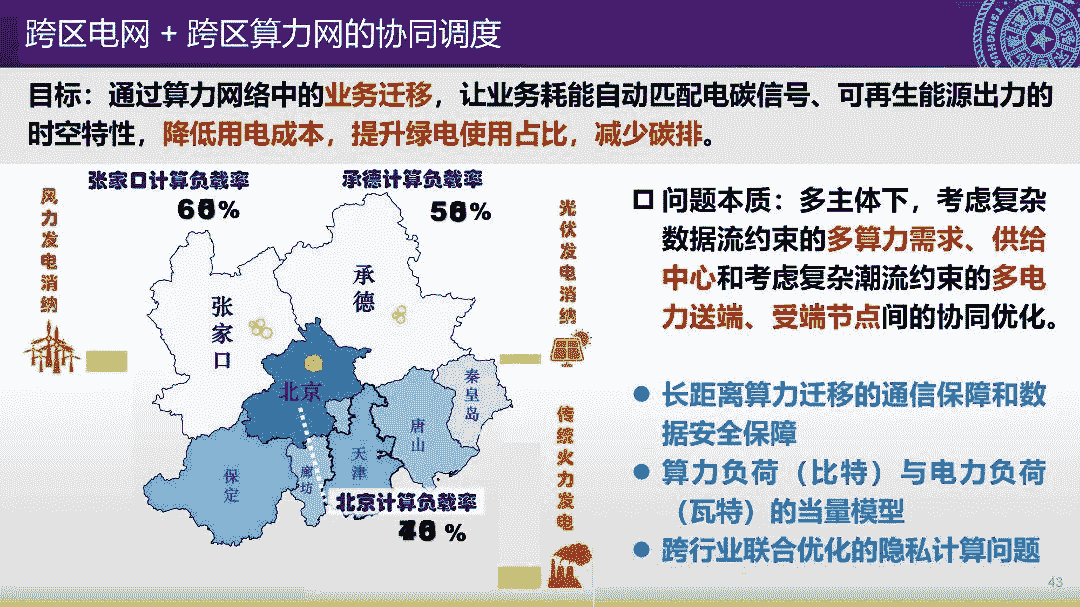 跨区电网 + 跨区算力网的协同调度
目标：通过算力网络中的业务迁移，让业务耗能自动匹配电碳信号、可再生能源出力的
时空特性，降低用电成本，提升绿电使用占比，减少碳排。
张家口计算负载率
%
承德计算负载率
%
风力发电消纳
光伏发电消纳
传统火力发电
张家口
承德
北京
秦皇岛
唐山
天津
廊坊
保定
北京计算负载率
%
问题本质：多主体下，考虑复杂
数据流约束的多算力需求、供给
中心和考虑复杂潮流约束的多电
力送端、受端节点间的协同优化。
长距离算力迁移的通信保障和数
据安全保障
算力负荷（比特）与电力负荷
（瓦特）的当量模型
跨行业联合优化的隐私计算问题
43